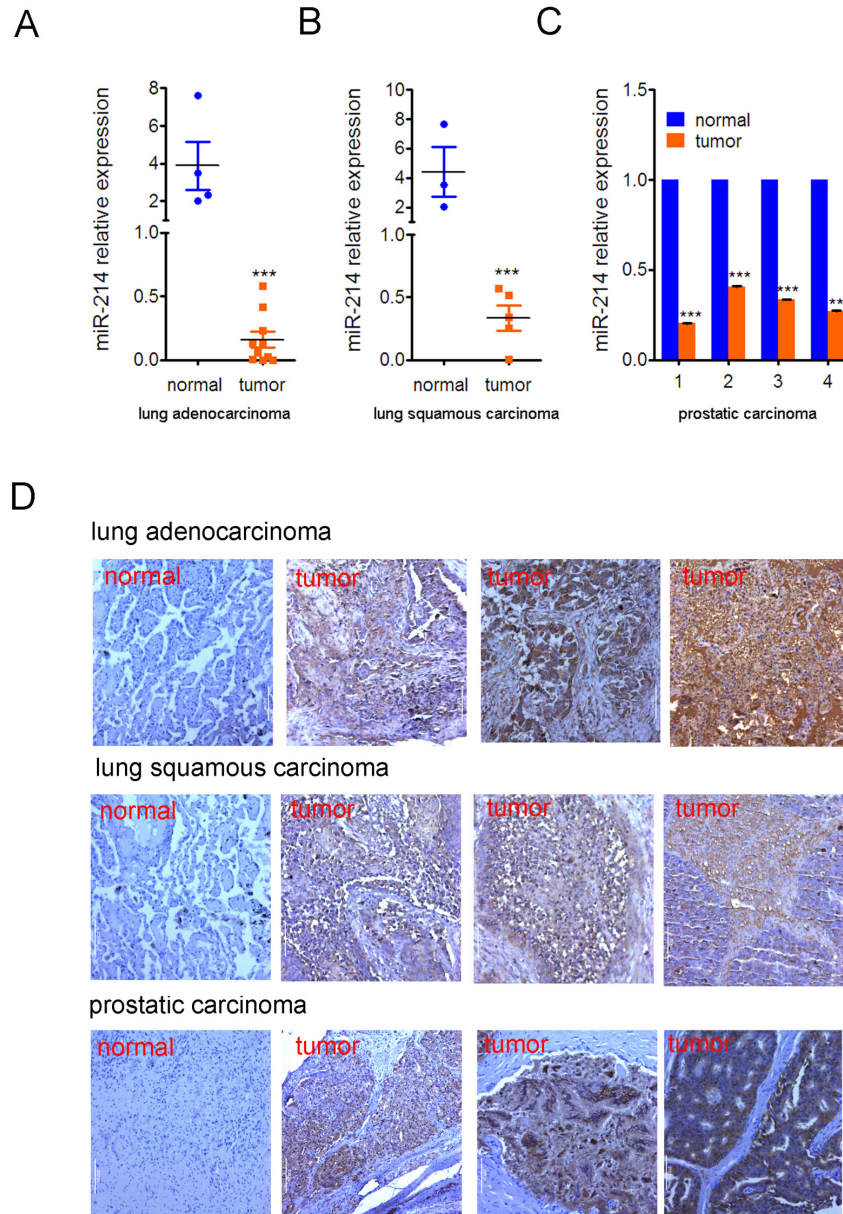 A
B
C
miR-214 relative expression
8
6
4
2
1.0
0.5
0.0
***
normal tumor
lung adenocarcinoma
miR-214 relative expression
10
8
6
4
2
1.0
0.5
0.0
***
normal tumor
lung squamous carcinoma
miR-214 relative expression
1.5
1.0
0.5
0.0
normal
tumor
***
***
***
**
1 2 3 4
prostatic carcinoma
D
lung adenocarcinoma
normal tumor tumor tumor
lung squamous carcinoma
normal tumor tumor tumor
prostatic carcinoma
normal tumor tumor tumor